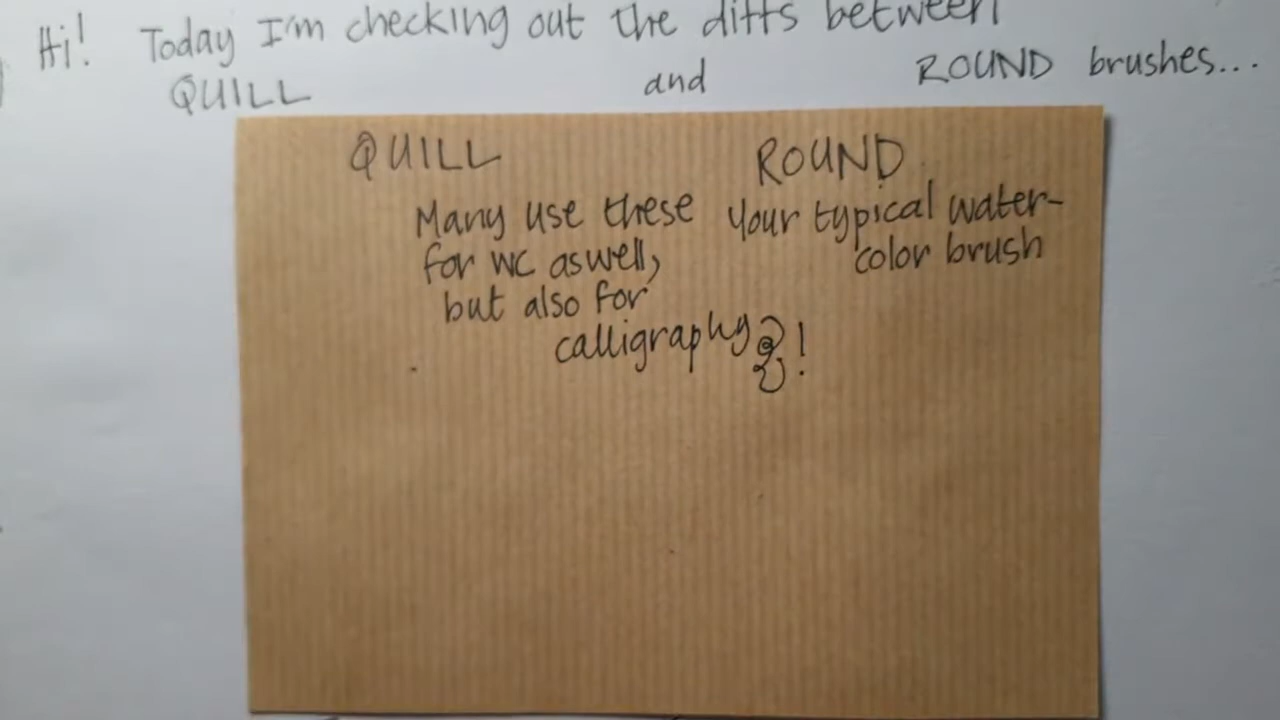 Hi! Today I'm checking out the diffs between
QUILL and ROUND brushes...
QUILL
Many use these
for wc aswell,
but also for
calligraphy!
ROUND
Your typical water-
color brush